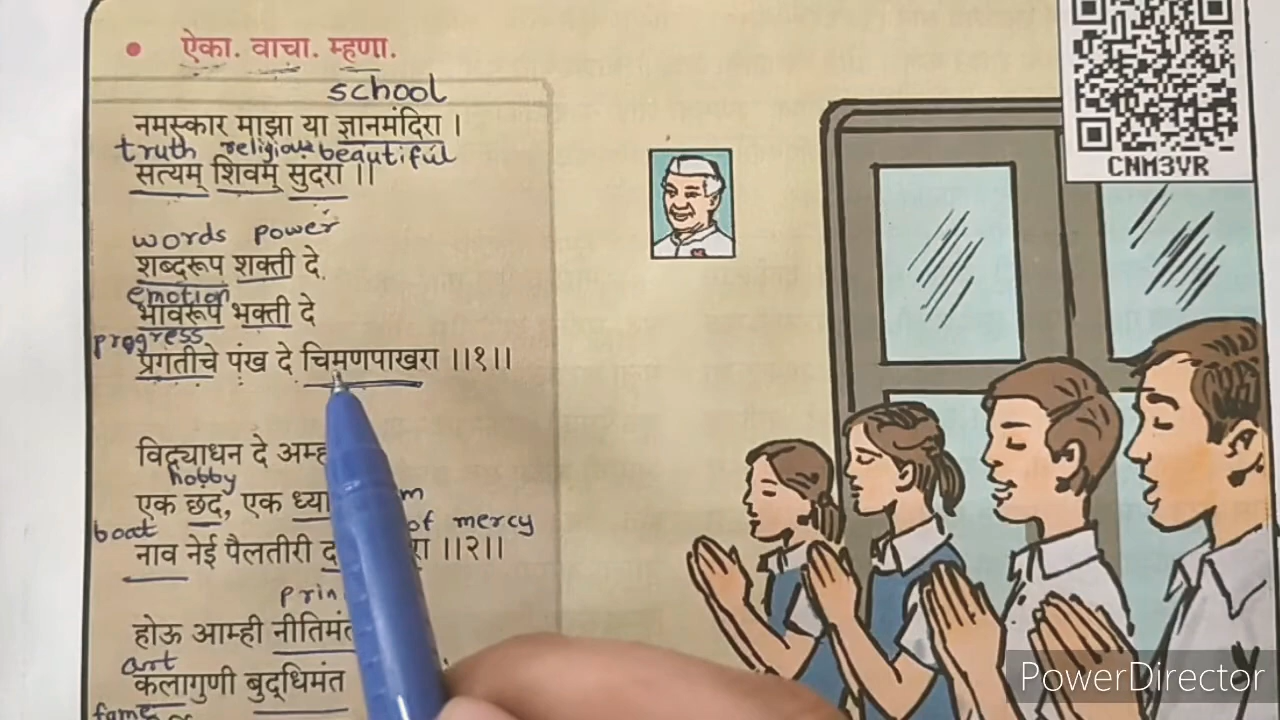 ऐका. वाचा. म्हणा.
school
नमस्कार माझा या ज्ञानमंदिरा ।
truth religious beautiful
सत्यम् शिवम् सुंदरा ।।
words power
शब्दरूप शक्ती दे
emotion
भावरूप भक्ती दे
progress
प्रगतीचे पंख दे चिमणपाखरा ।।१।।
विद्याधन दे
hobby
एक छंद, एक
boat of mercy
नाव नेई पैलतीरी ।।२।।
होऊ आम्ही
art
कलागुणी बुद्धिमंत
fame
CNM3VR
PowerDirector